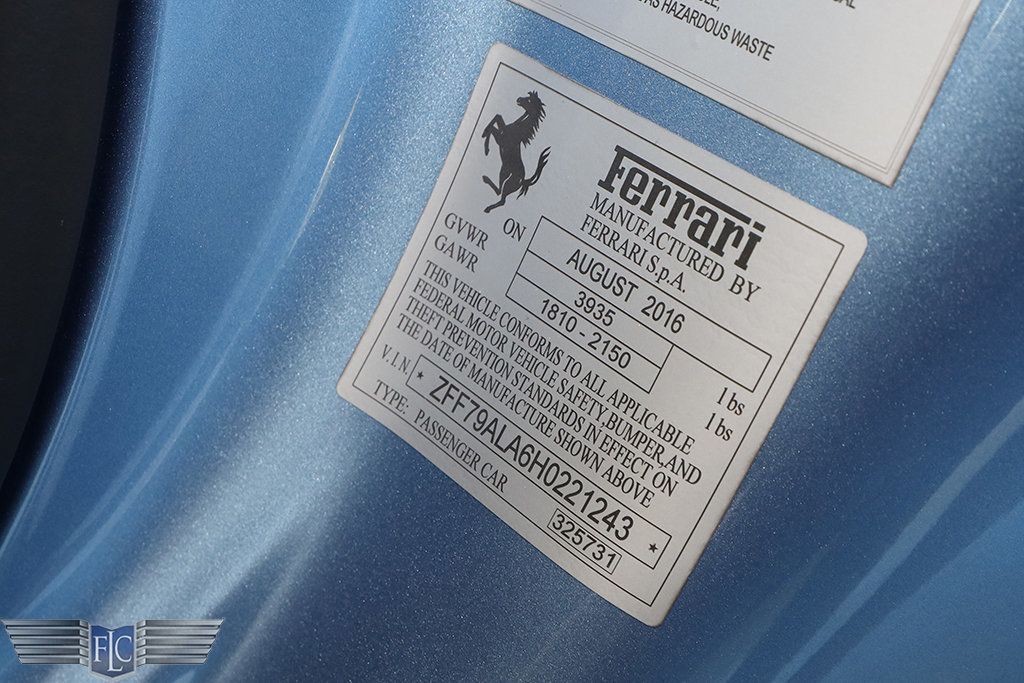 AS HAZARDOUS WASTE
Ferrari
MANUFACTURED BY
FERRARI S.p.A.
ON AUGUST 2016
GVWR 3935 lbs
GAWR 1810 - 2150 lbs
THIS VEHICLE CONFORMS TO ALL APPLICABLE
FEDERAL MOTOR VEHICLE SAFETY,BUMPER,AND
THEFT PREVENTION STANDARDS IN EFFECT ON
THE DATE OF MANUFACTURE SHOWN ABOVE
V.I.N. * ZFF79ALA6H0221243 *
TYPE: PASSENGER CAR
325731
FLC